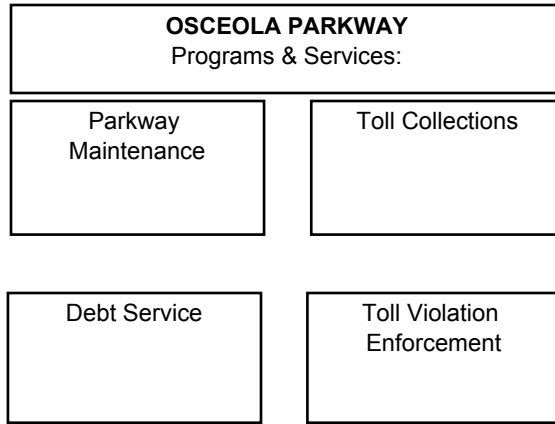 OSCEOLA PARKWAY
Programs & Services:
Parkway
Maintenance
Toll Collections
Debt Service
Toll Violation
Enforcement